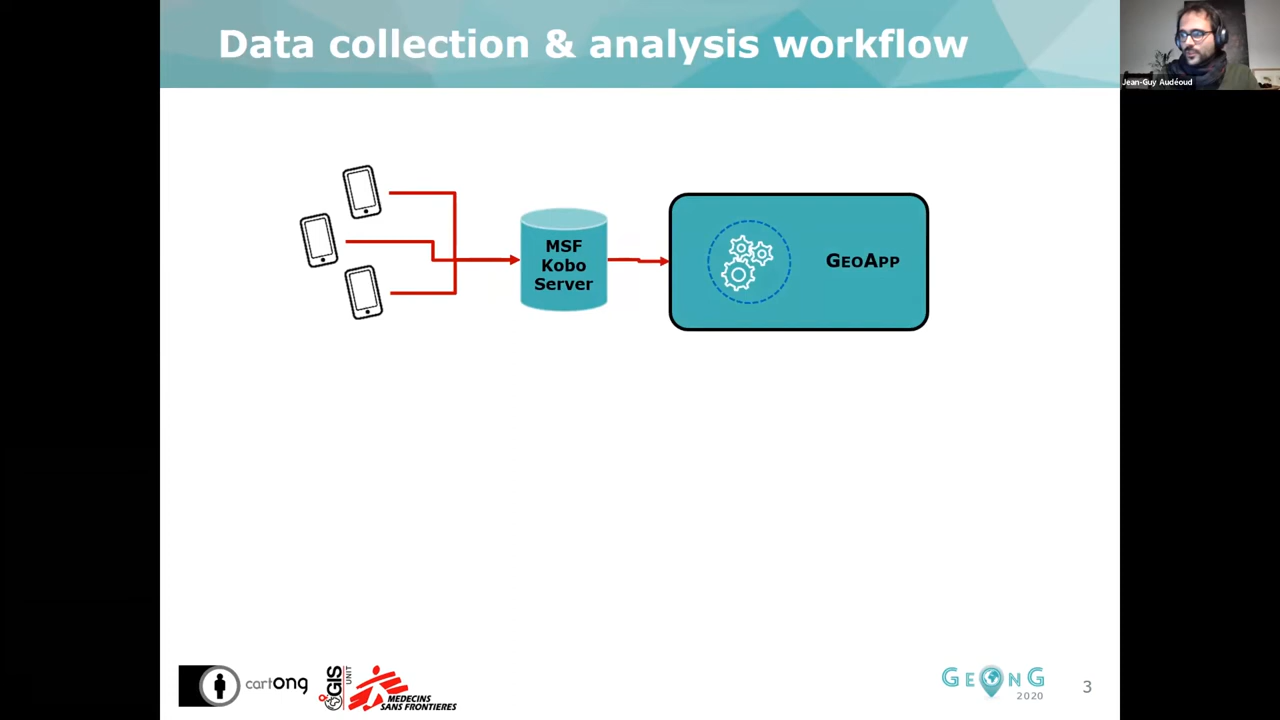 Data collection & analysis workflow
Jean-Guy Audéoud
MSF
Kobo
Server
GEOAPP
cartONG
GIS
UNIT
MEDECINS
SANS FRONTIERES
GEONG
2020
3